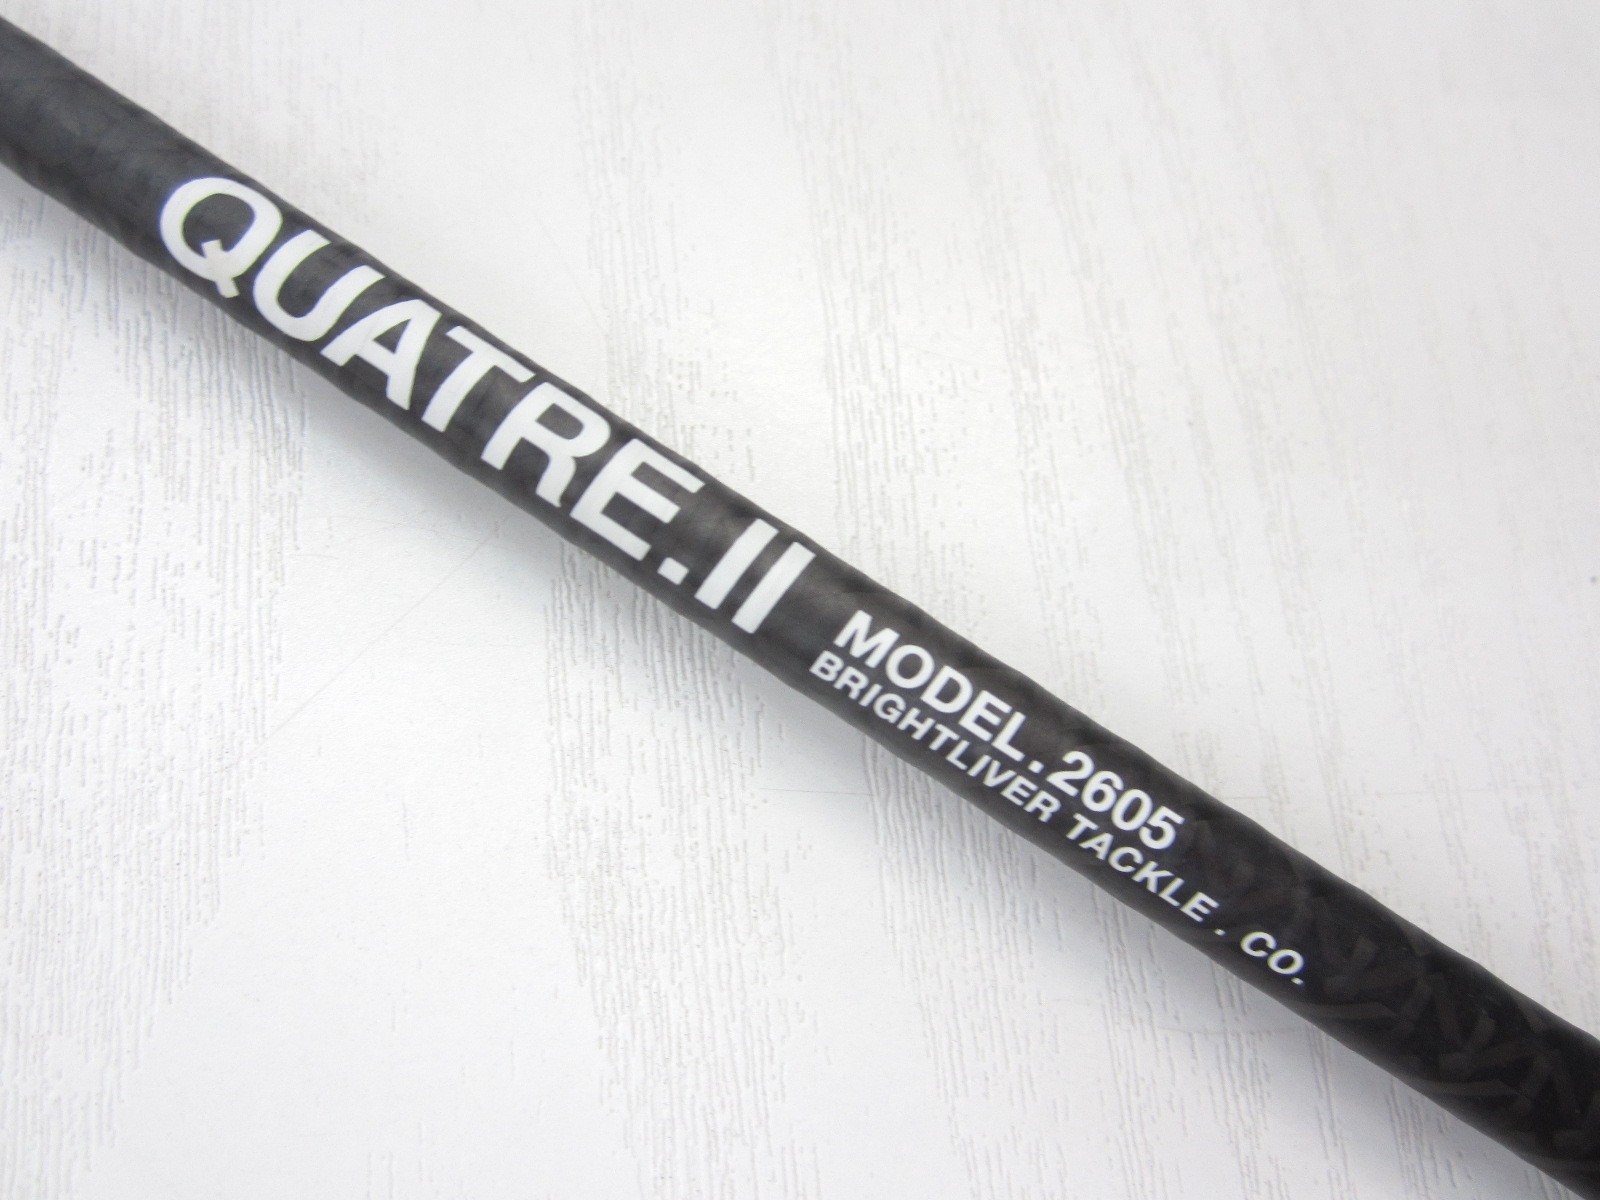 QUATRE.II
MODEL.2605
BRIGHTLIVER TACKLE.CO.